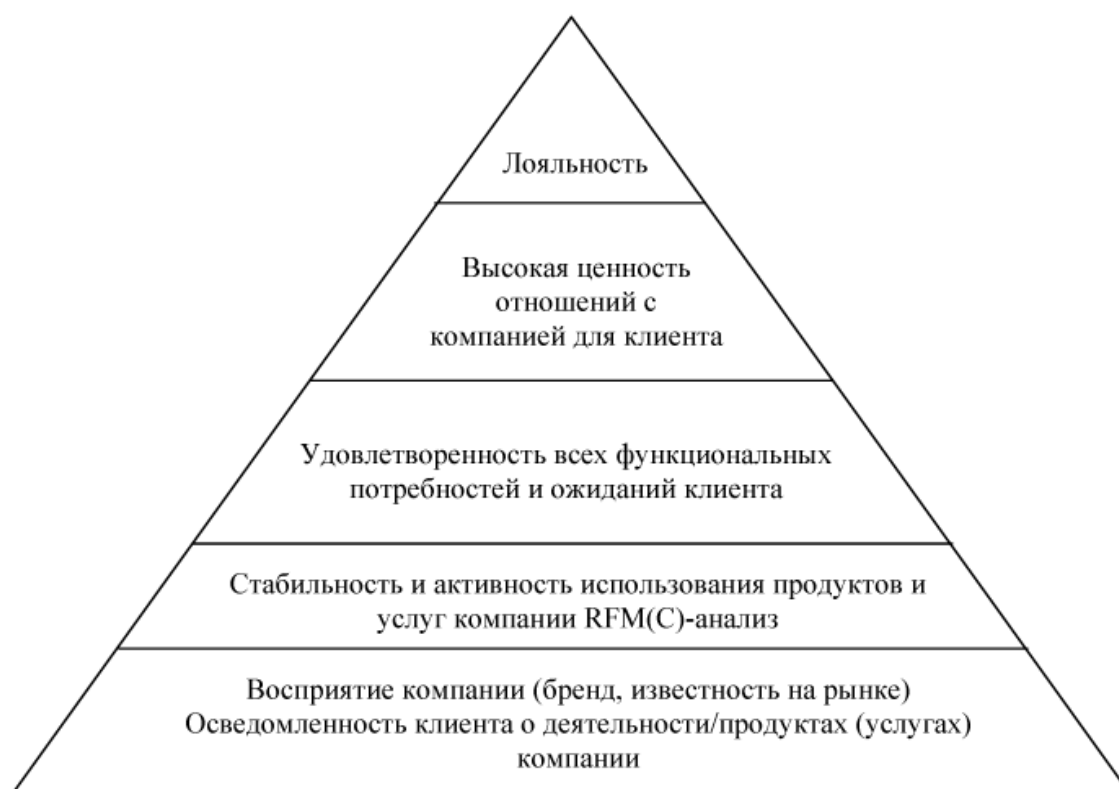 Лояльность
Высокая ценность
отношений с
компанией для клиента
Удовлетворенность всех функциональных
потребностей и ожиданий клиента
Стабильность и активность использования продуктов и
услуг компании RFM(C)-анализ
Восприятие компании (бренд, известность на рынке)
Осведомленность клиента о деятельности/продуктах (услугах)
компании